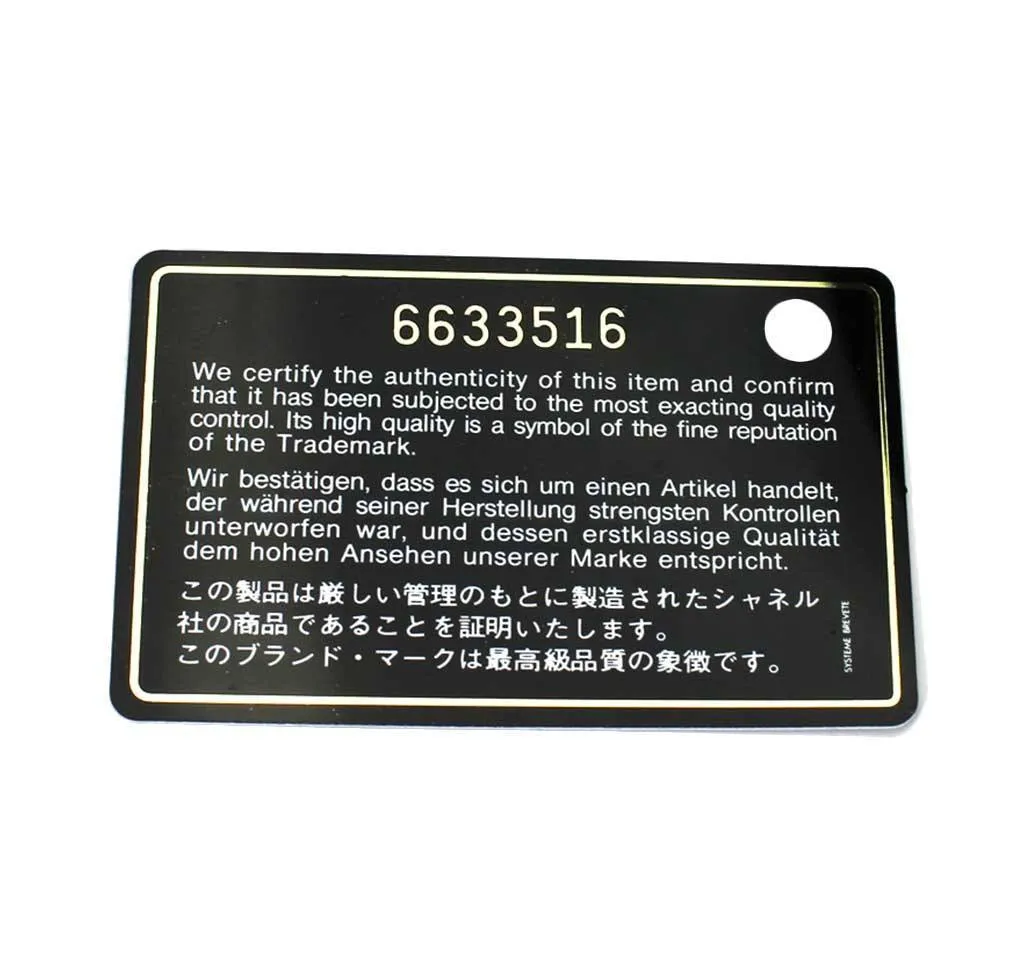 6633516
We certify the authenticity of this item and confirm
that it has been subjected to the most exacting quality
control. Its high quality is a symbol of the fine reputation
of the Trademark.
Wir bestätigen, dass es sich um einen Artikel handelt,
der während seiner Herstellung strengsten Kontrollen
unterworfen war, und dessen erstklassige Qualität
dem hohen Ansehen unserer Marke entspricht.
この製品は厳しい管理のもとに製造されたシャネル
社の商品であることを証明いたします。
このブランド・マークは最高級品質の象徴です。
SYSTEME BREVETE